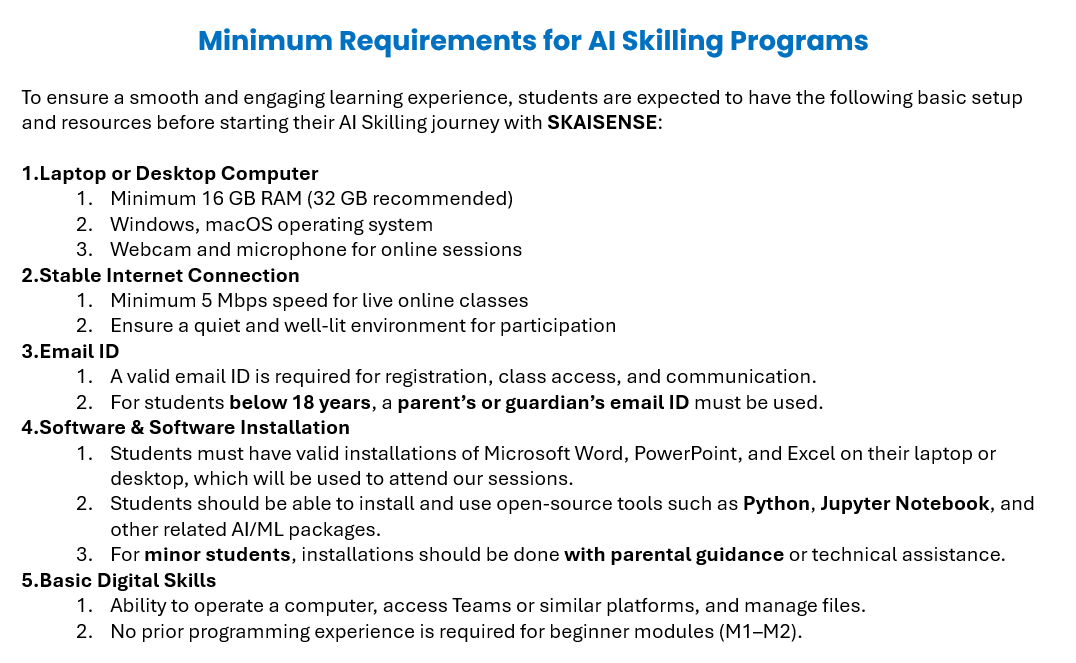 Minimum Requirements for AI Skilling Programs
To ensure a smooth and engaging learning experience, students are expected to have the following basic setup
and resources before starting their AI Skilling journey with SKAISENSE:
1.Laptop or Desktop Computer
1. Minimum 16 GB RAM (32 GB recommended)
2. Windows, macOS operating system
3. Webcam and microphone for online sessions
2.Stable Internet Connection
1. Minimum 5 Mbps speed for live online classes
2. Ensure a quiet and well-lit environment for participation
3.Email ID
1. A valid email ID is required for registration, class access, and communication.
2. For students below 18 years, a parent’s or guardian’s email ID must be used.
4.Software & Software Installation
1. Students must have valid installations of Microsoft Word, PowerPoint, and Excel on their laptop or
desktop, which will be used to attend our sessions.
2. Students should be able to install and use open-source tools such as Python, Jupyter Notebook, and
other related AI/ML packages.
3. For minor students, installations should be done with parental guidance or technical assistance.
5.Basic Digital Skills
1. Ability to operate a computer, access Teams or similar platforms, and manage files.
2. No prior programming experience is required for beginner modules (M1–M2).